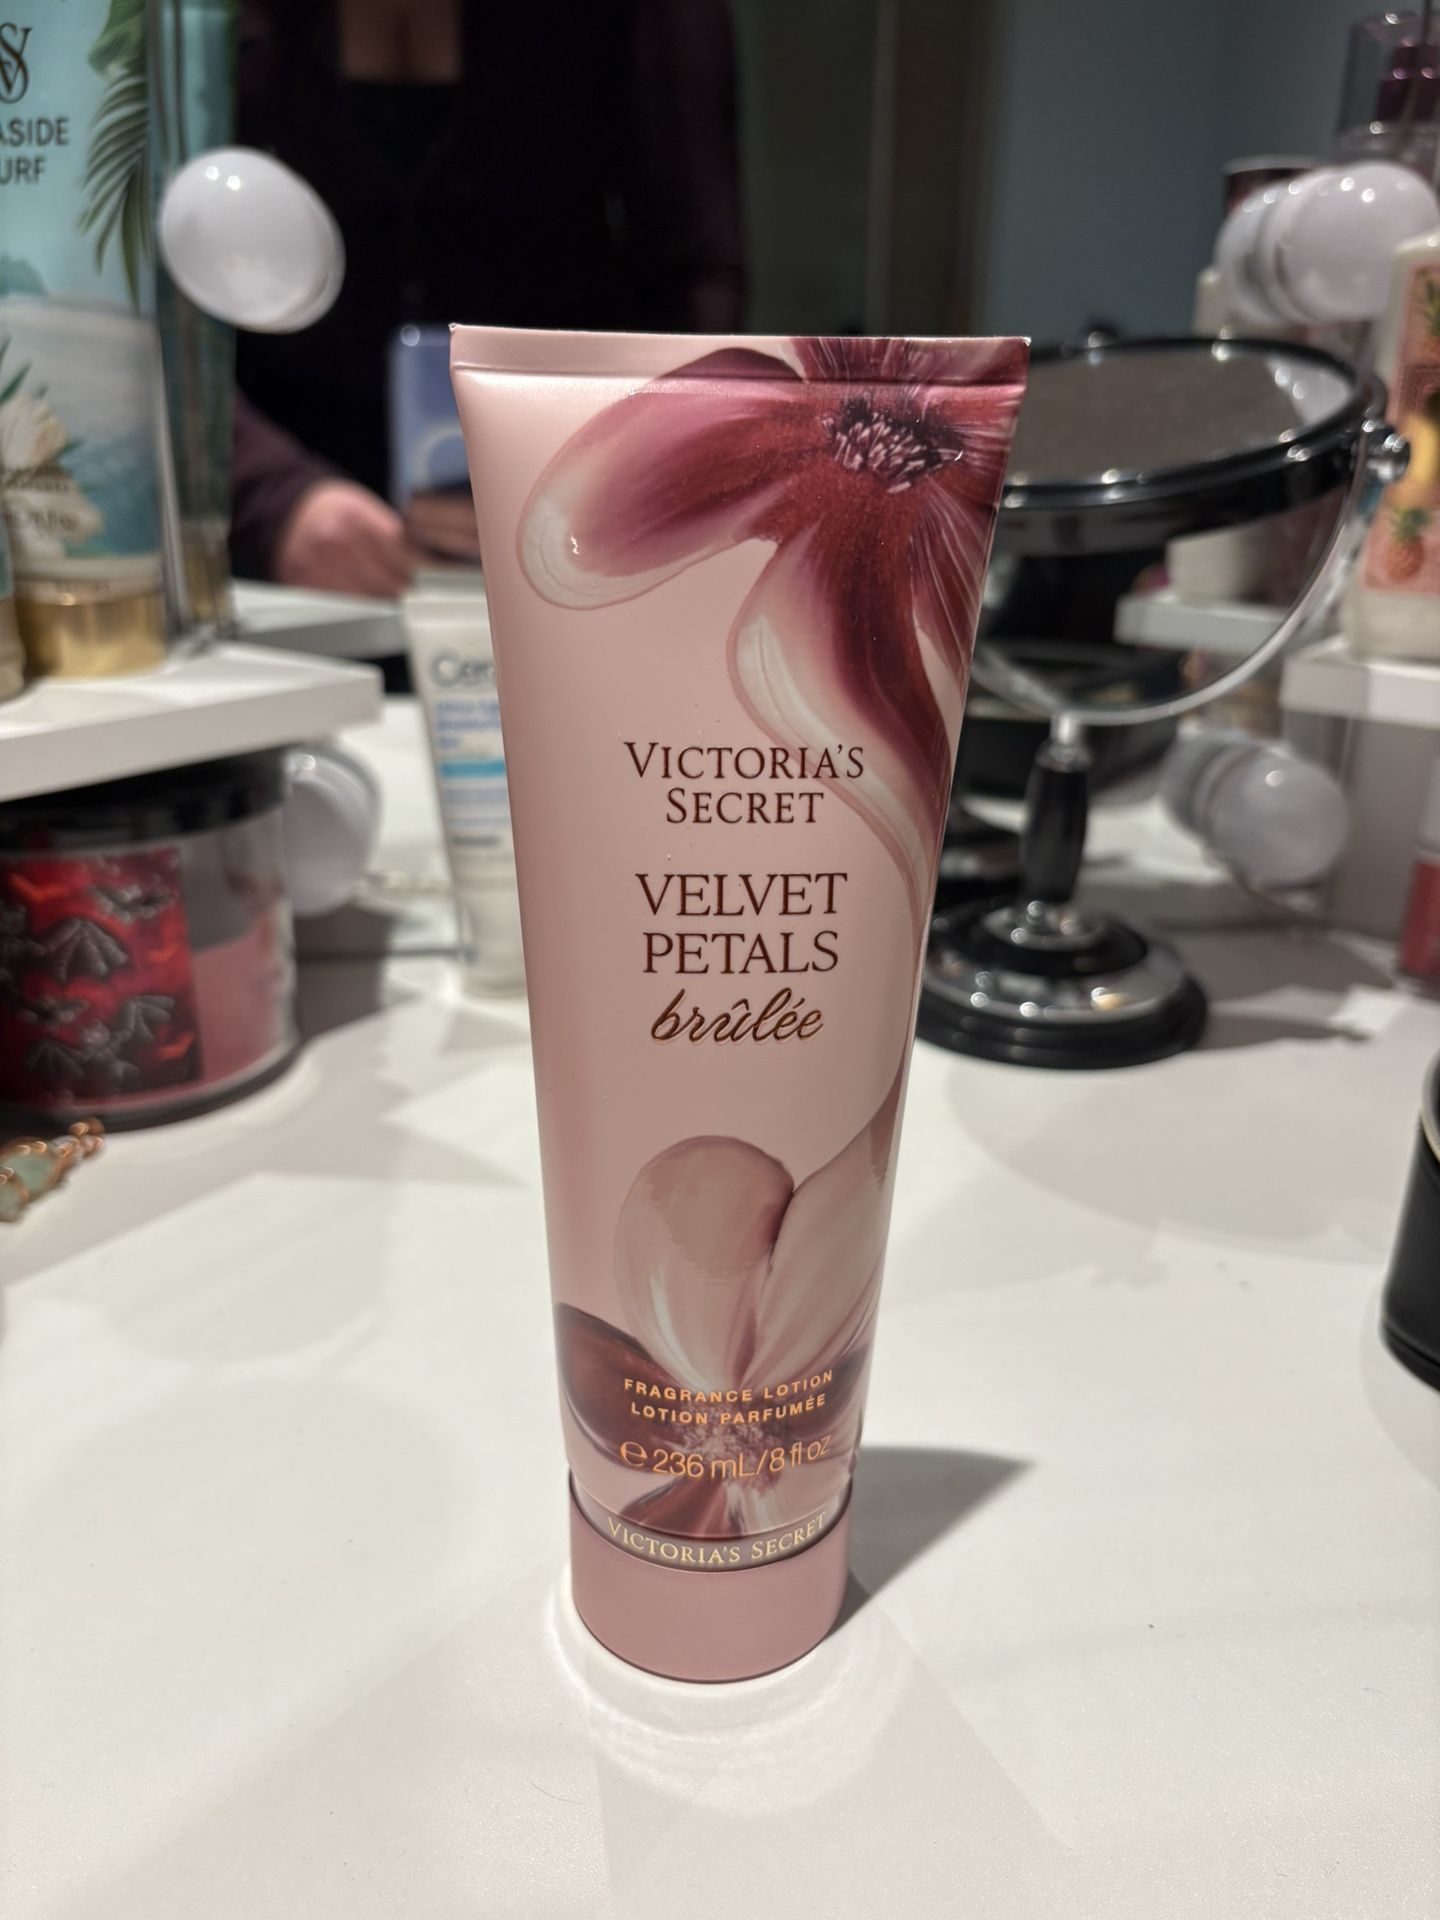 VICTORIA'S
SECRET
VELVET
PETALS
brûlée
FRAGRANCE LOTION
LOTION PARFUMÉE
℮ 236 mL/8 fl oz
VICTORIA'S SECRET